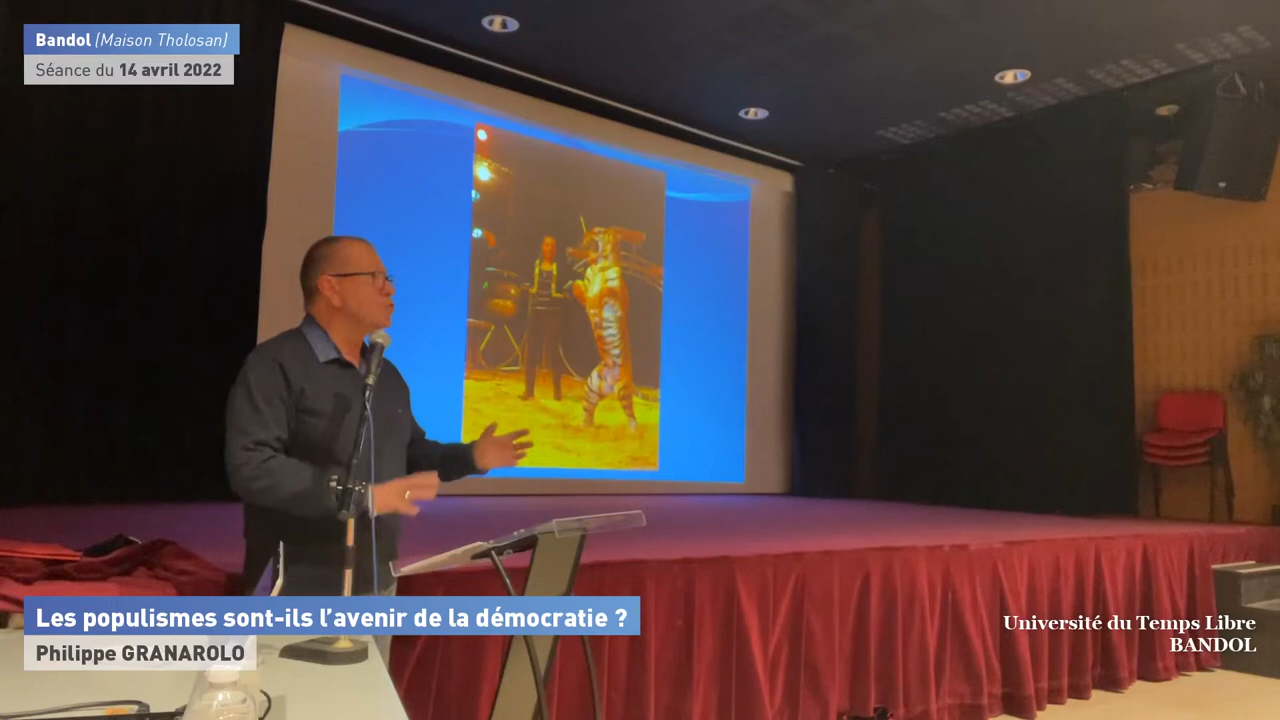 Bandol (Maison Tholosan)
Séance du 14 avril 2022
Les populismes sont-ils l'avenir de la démocratie ?
Philippe GRANAROLO
Université du Temps Libre
BANDOL